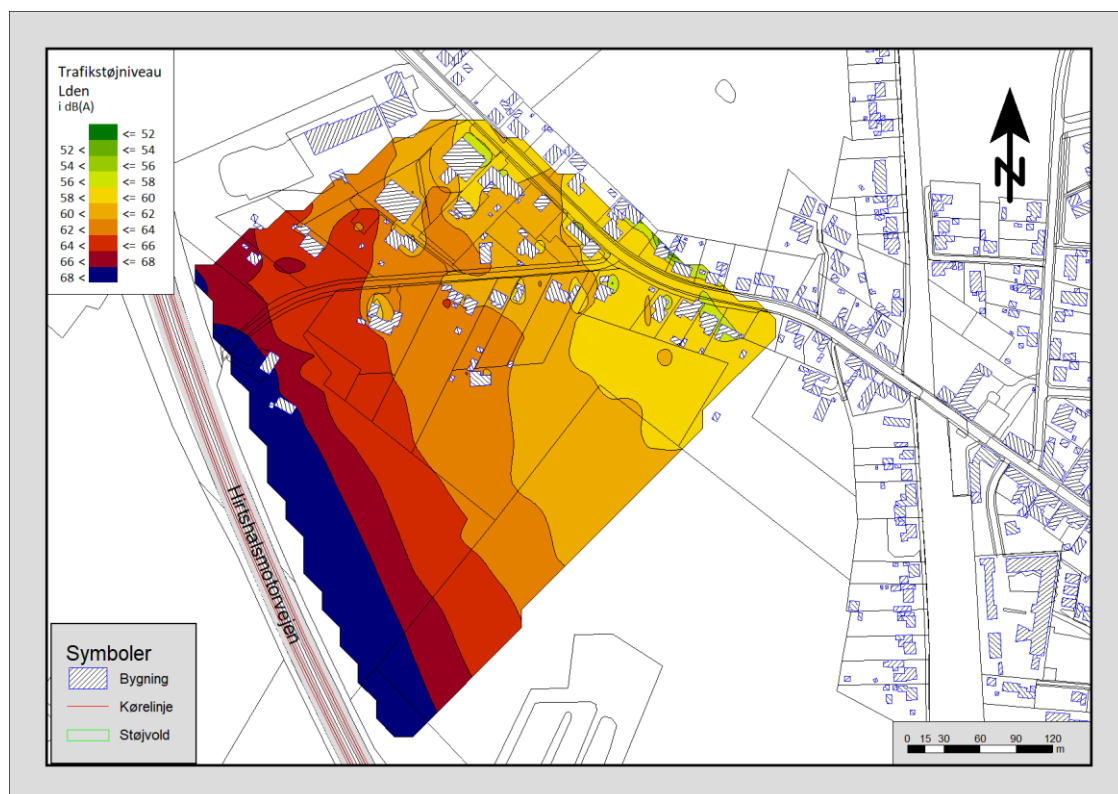 Trafikstøjniveau
Lden
i dB(A)
<= 52
52 < <= 54
54 < <= 56
56 < <= 58
58 < <= 60
60 < <= 62
62 < <= 64
64 < <= 66
66 < <= 68
68 <
N
Hirtshalsmotorvejen
Symboler
Bygning
Kørelinje
Støjvold
0 15 30 60 90 120
m